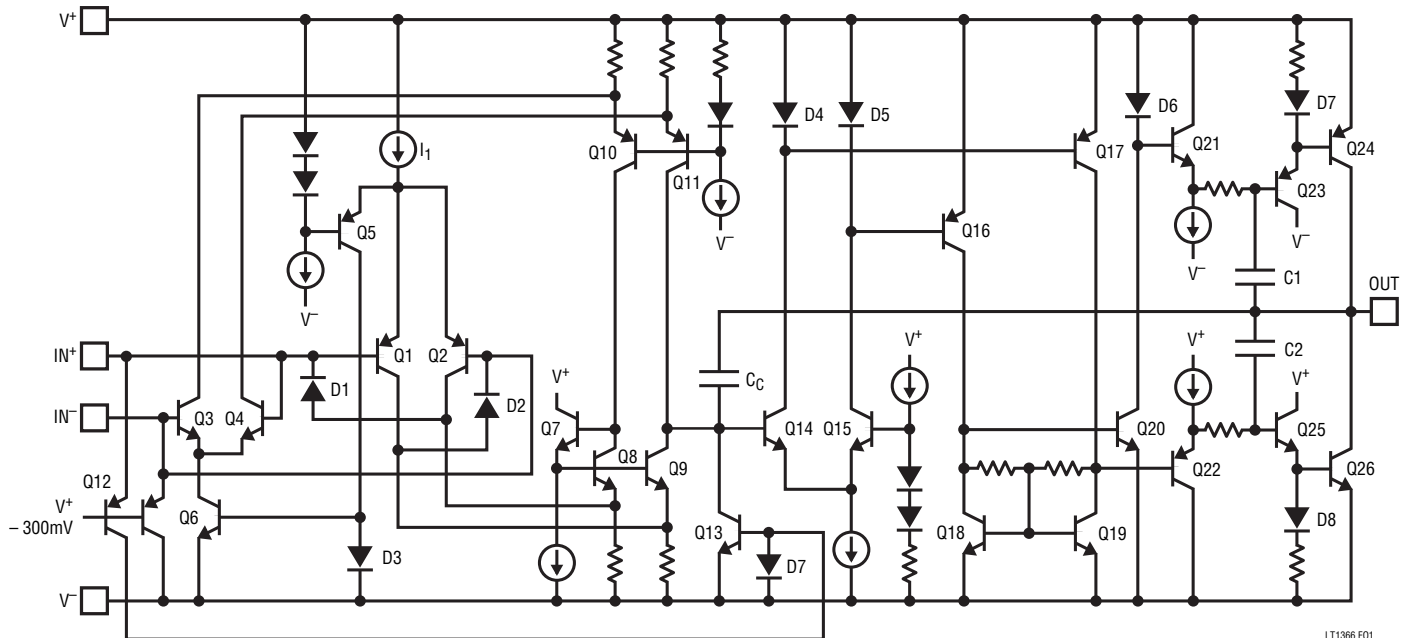 V+
D4
D5
D6
D7
Q21
Q10
Q11
Q17
Q24
I1
Q23
V–
V–
Q5
Q16
V–
V–
C1
OUT
IN+
Q1
Q2
V+
V+
C2
V+
D1
CC
D2
IN–
Q3
Q4
Q7
Q14
Q15
Q20
Q25
Q8
Q9
Q22
Q26
Q12
V+
– 300mV
Q6
Q13
Q18
Q19
D8
D3
D7
V–
LT1366 F01